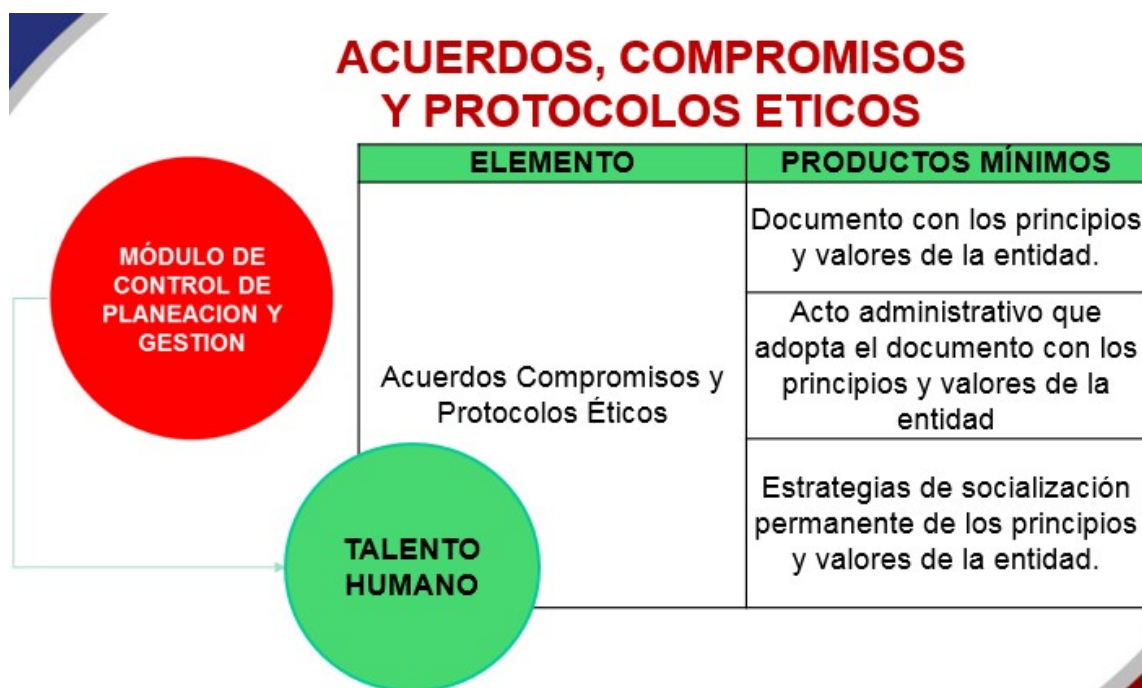 ACUERDOS, COMPROMISOS
Y PROTOCOLOS ETICOS
MÓDULO DE
CONTROL DE
PLANEACION Y
GESTION
TALENTO
HUMANO
ELEMENTO
PRODUCTOS MÍNIMOS
Acuerdos Compromisos y
Protocolos Éticos
Documento con los principios
y valores de la entidad.
Acto administrativo que
adopta el documento con los
principios y valores de la
entidad
Estrategias de socialización
permanente de los principios
y valores de la entidad.